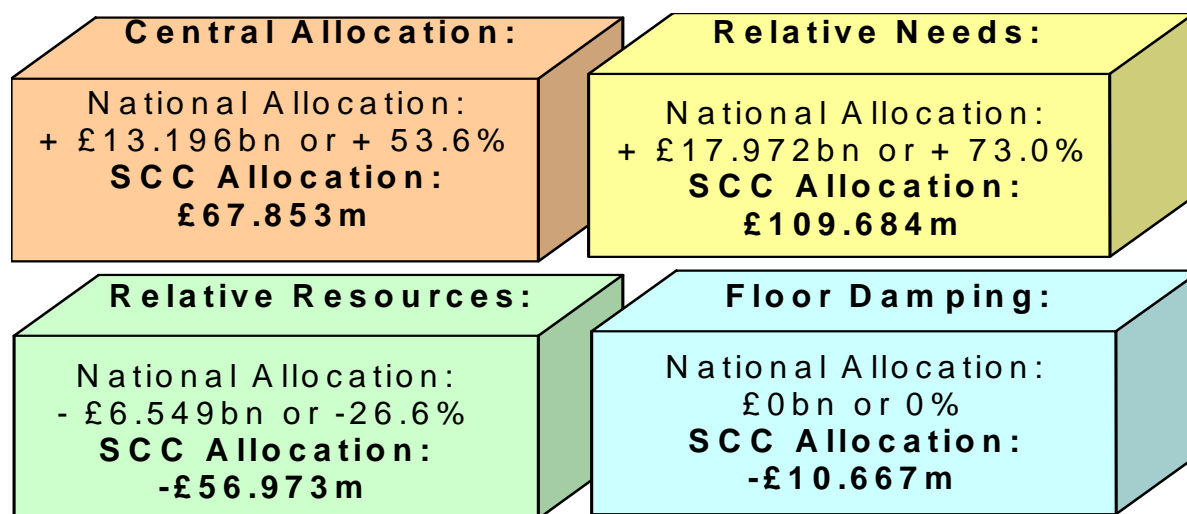 Central Allocation:
National Allocation:
+ £13.196bn or + 53.6%
SCC Allocation:
£67.853m
Relative Needs:
National Allocation:
+ £17.972bn or + 73.0%
SCC Allocation:
£109.684m
Relative Resources:
National Allocation:
- £6.549bn or -26.6%
SCC Allocation:
-£56.973m
Floor Damping:
National Allocation:
£0bn or 0%
SCC Allocation:
-£10.667m